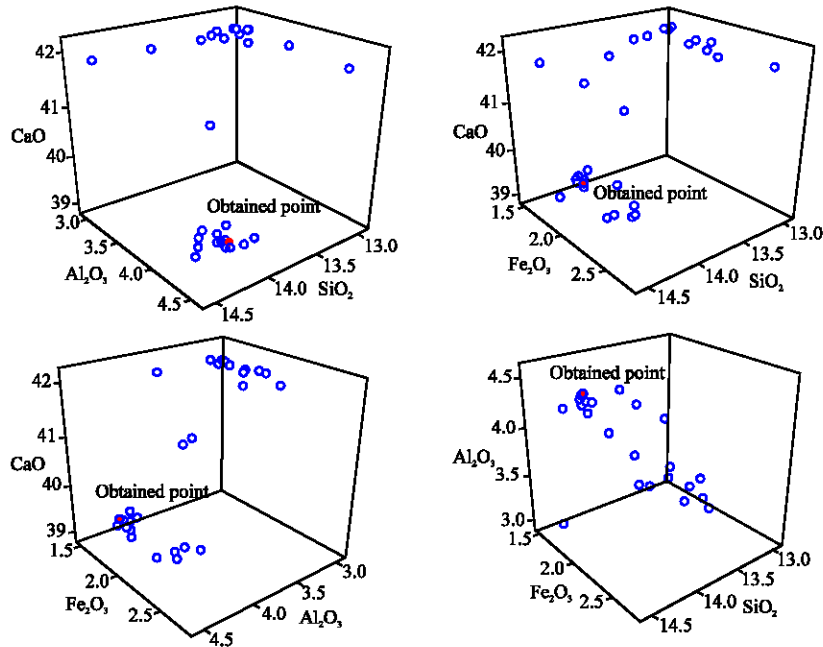 42
41
CaO
40
39
3.0
3.5
Al₂O₃
4.0
4.5
Obtained point
13.0
13.5
SiO₂
14.0
14.5
42
41
CaO
40
39
1.5
2.0
Fe₂O₃
2.5
Obtained point
13.0
13.5
SiO₂
14.0
14.5
42
41
CaO
40
39
1.5
2.0
Fe₂O₃
2.5
Obtained point
3.0
3.5
Al₂O₃
4.0
4.5
4.5
4.0
Al₂O₃
3.5
3.0
1.5
2.0
Fe₂O₃
2.5
Obtained point
13.0
13.5
SiO₂
14.0
14.5